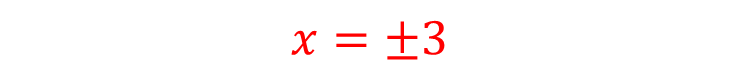 x = ±3